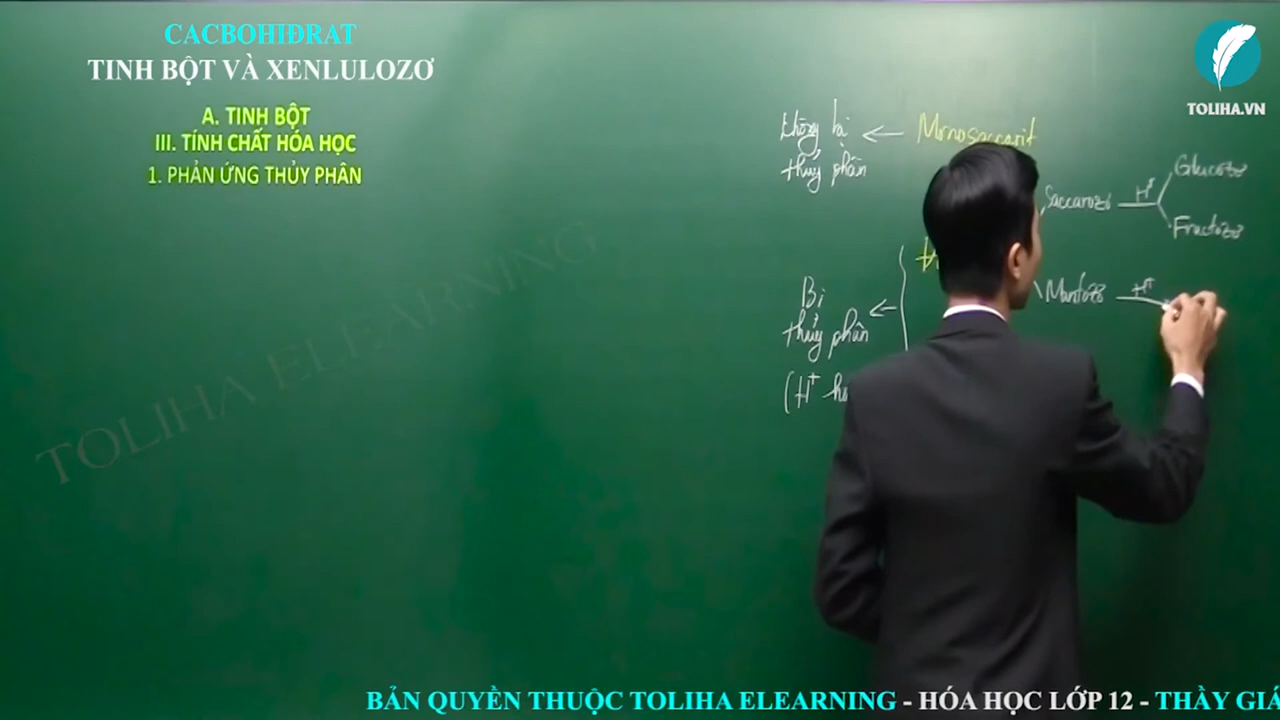 CACBOHIĐRAT
TINH BỘT VÀ XENLULOZƠ
A. TINH BỘT
III. TÍNH CHẤT HÓA HỌC
1. PHẢN ỨNG THỦY PHÂN
TOLIHA.VN
TOLIHA ELEARNING
không bị
thủy phân
← Monosaccarit
Saccarozơ
H+
Glucozơ
Fructozơ
Bị
thủy phân
←
(H+
Mantozơ
H+
BẢN QUYỀN THUỘC TOLIHA ELEARNING - HÓA HỌC LỚP 12 - THẦY GIÁ